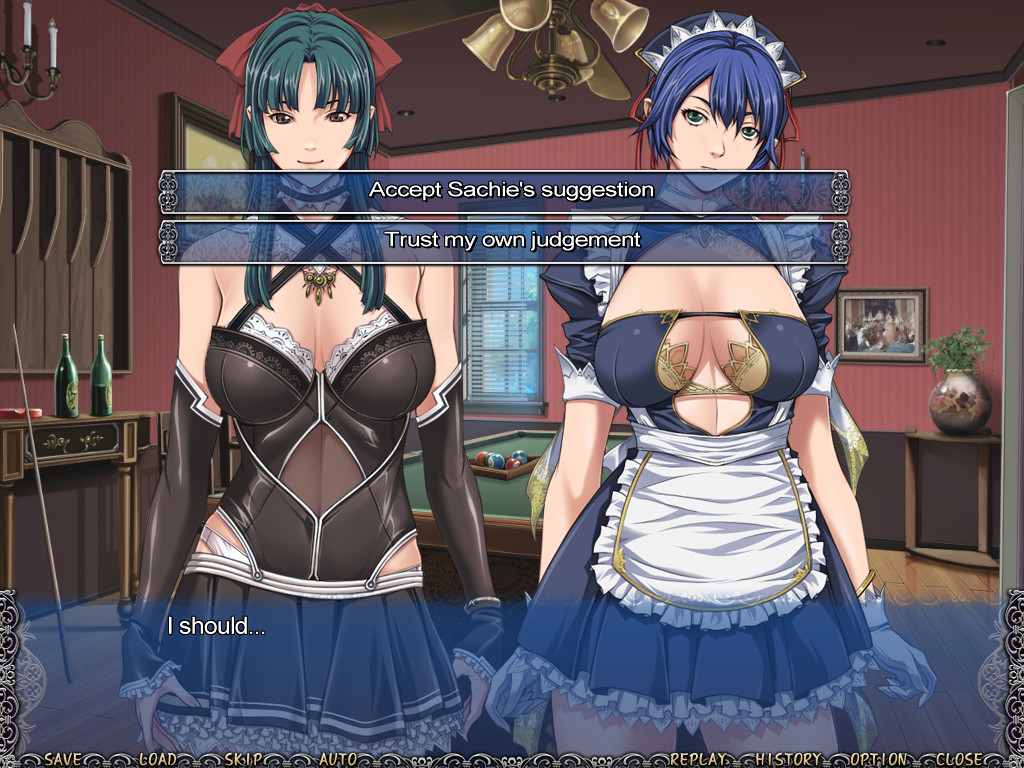 Accept Sachie's suggestion
Trust my own judgement
I should...
SAVE LOAD SKIP AUTO REPLAY HISTORY OPTION CLOSE